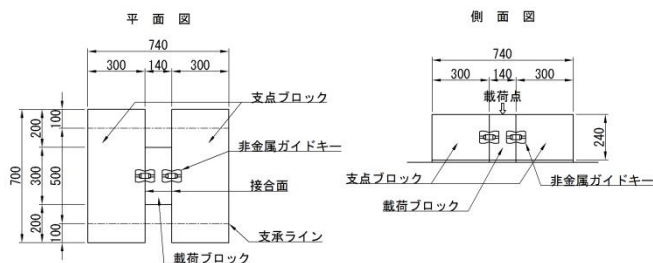 平面図
740
300 140 300
支点ブロック
100
200
700
300
500
200
100
非金属ガイドキー
接合面
支承ライン
載荷ブロック
側面図
740
300 140 300
載荷点
240
支点ブロック
載荷ブロック
非金属ガイドキー